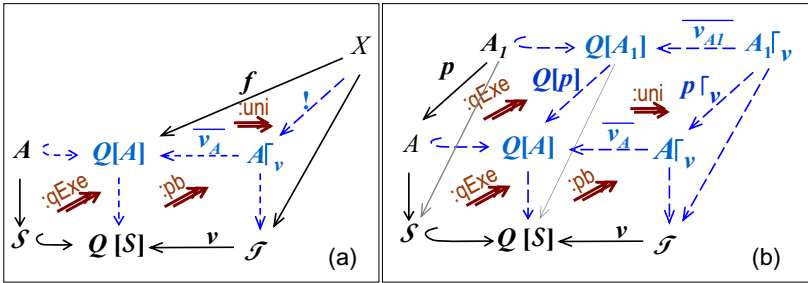 X
f
!
:uni
A
Q[A]
v_A
A↾v
:qExe
:pb
S
Q [S]
v
𝒯
(a)
A₁
Q[A₁]
v_A1
A₁↾v
p
:qExe
Q[p]
:uni
p↾v
A
Q[A]
v_A
A↾v
:qExe
:pb
S
Q [S]
v
𝒯
(b)